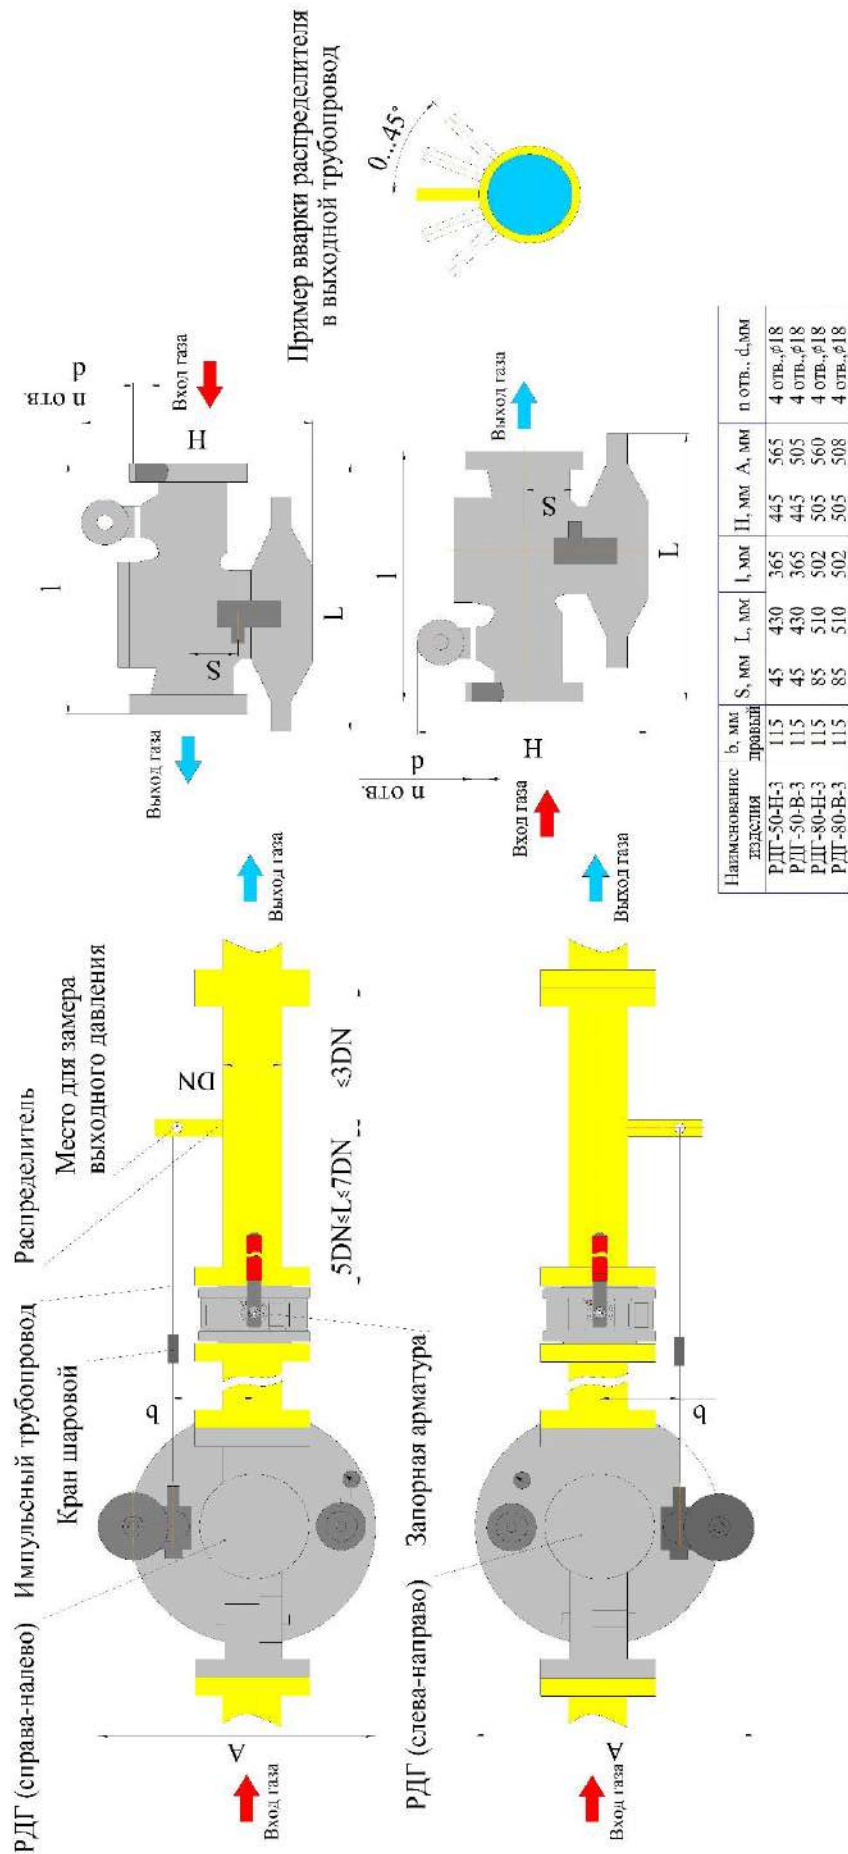 РДГ (справа-налево)
Импульсный трубопровод
Кран шаровой
Распределитель
Место для замера
выходного давления
b
DN
A
5DN≤L≤7DN
≤3DN
Вход газа
Выход газа
Запорная арматура
РДГ (слева-направо)
b
A
Вход газа
Выход газа
l
n отв.
d
H
S
L
Выход газа
Вход газа
l
n отв.
d
H
S
L
Вход газа
Выход газа
Пример вварки распределителя
в выходной трубопровод
0...45°
Наименование изделия b, мм правый S, мм L, мм l, мм H, мм A, мм n отв., d,мм
РДГ-50-Н-3 115 45 430 365 445 565 4 отв.,ϕ18
РДГ-50-В-3 115 45 430 365 445 505 4 отв.,ϕ18
РДГ-80-Н-3 115 85 510 502 505 560 4 отв.,ϕ18
РДГ-80-В-3 115 85 510 502 505 508 4 отв.,ϕ18